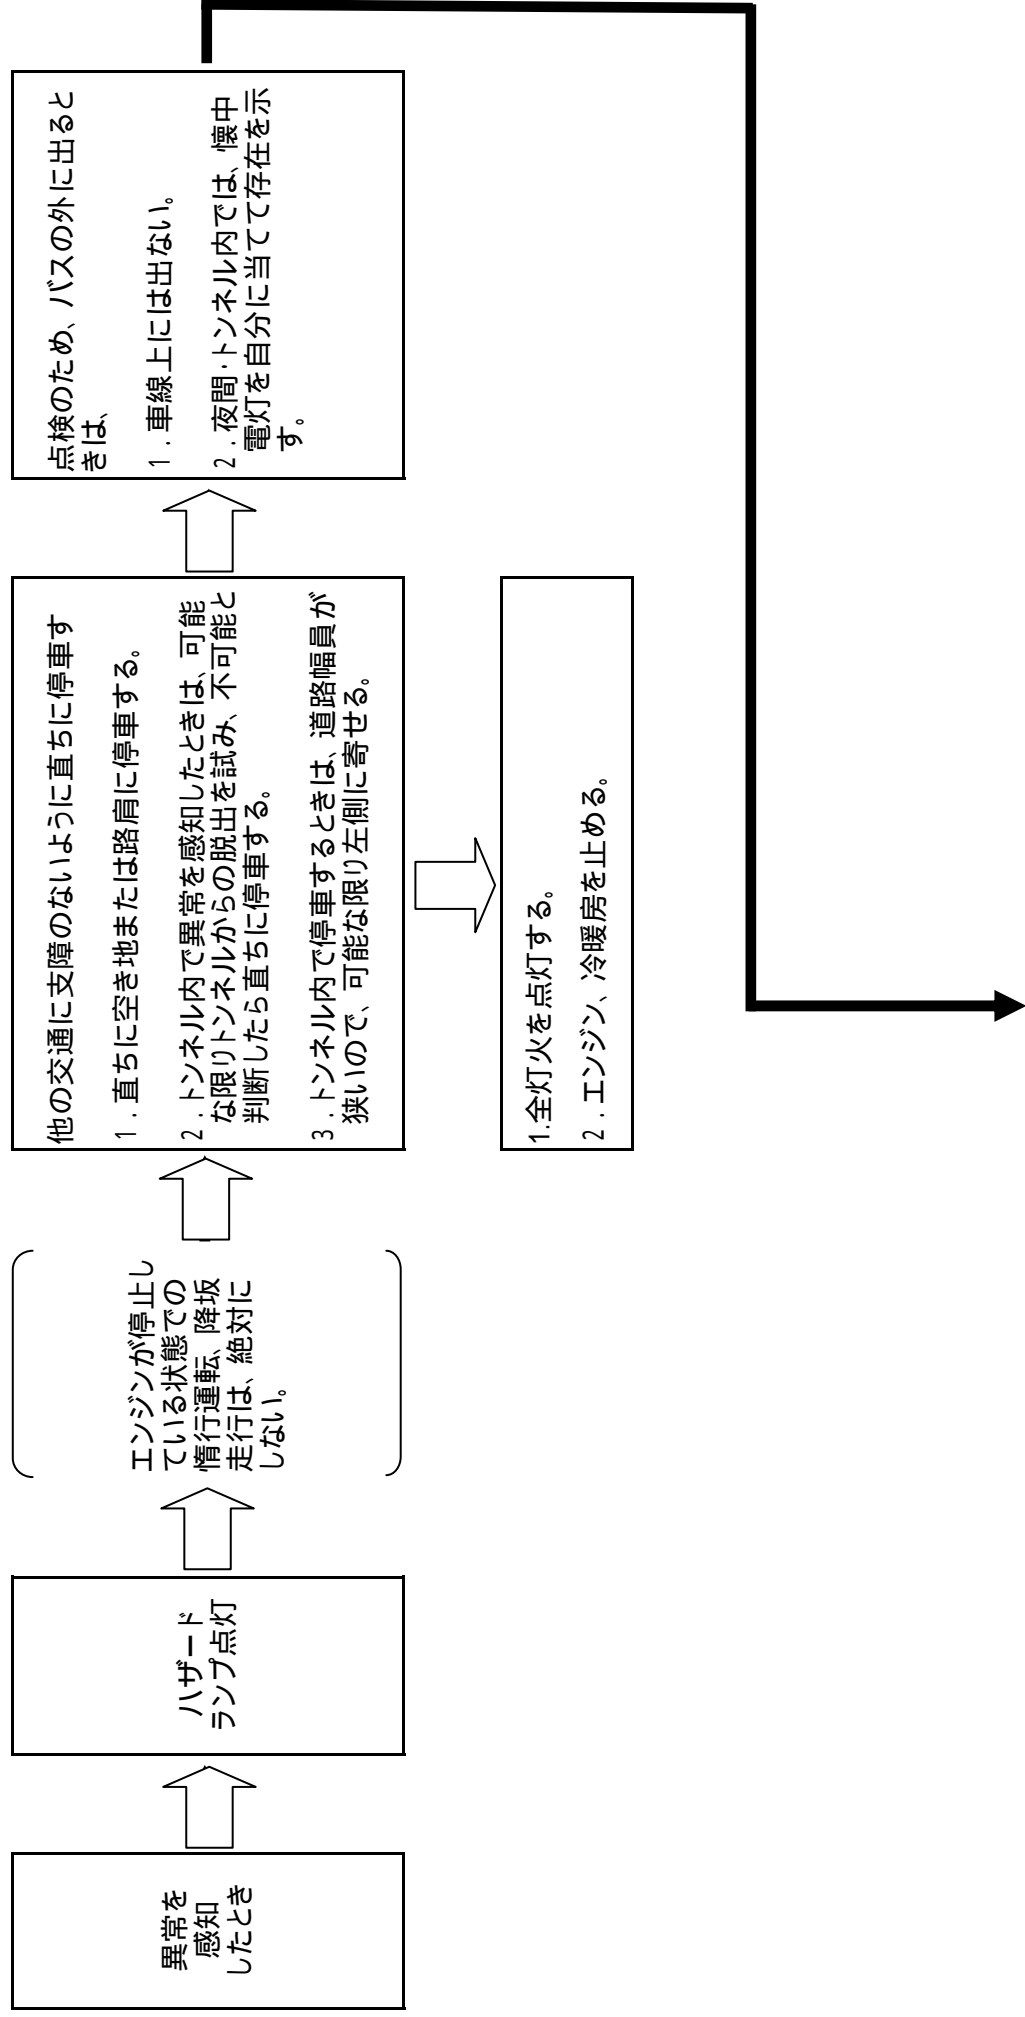 異常を
感知
したとき
ハザード
ランプ点灯
エンジンが停止し
ている状態での
惰行運転、降坂
走行は、絶対に
しない。
他の交通に支障のないように直ちに停車す
1．直ちに空き地または路肩に停車する。
2．トンネル内で異常を感知したときは、可能
な限りトンネルからの脱出を試み、不可能と
判断したら直ちに停車する。
3．トンネル内で停車するときは、道路幅員が
狭いので、可能な限り左側に寄せる。
1.全灯火を点灯する。
2．エンジン、冷暖房を止める。
点検のため、バスの外に出ると
きは、
1．車線上には出ない。
2．夜間・トンネル内では、懐中
電灯を自分に当てて存在を示
す。